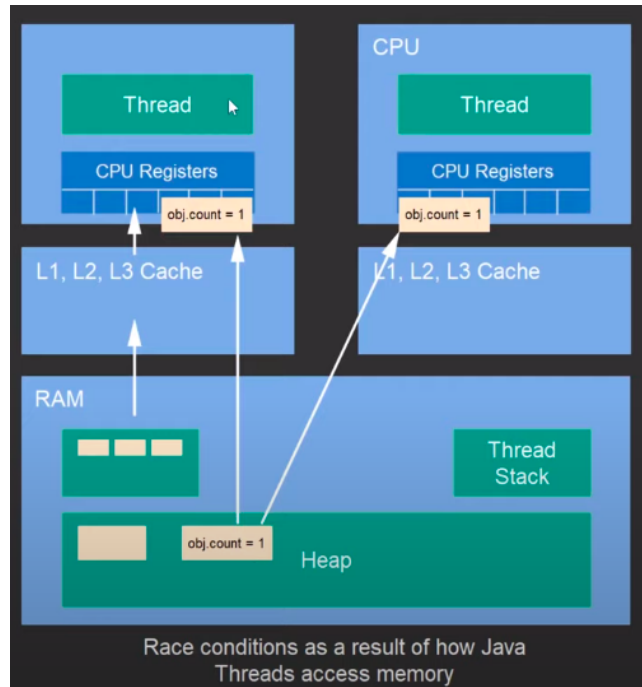 CPU
Thread
Thread
CPU Registers
CPU Registers
obj.count = 1
obj.count = 1
L1, L2, L3 Cache
L1, L2, L3 Cache
RAM
Thread
Stack
obj.count = 1
Heap
Race conditions as a result of how Java
Threads access memory